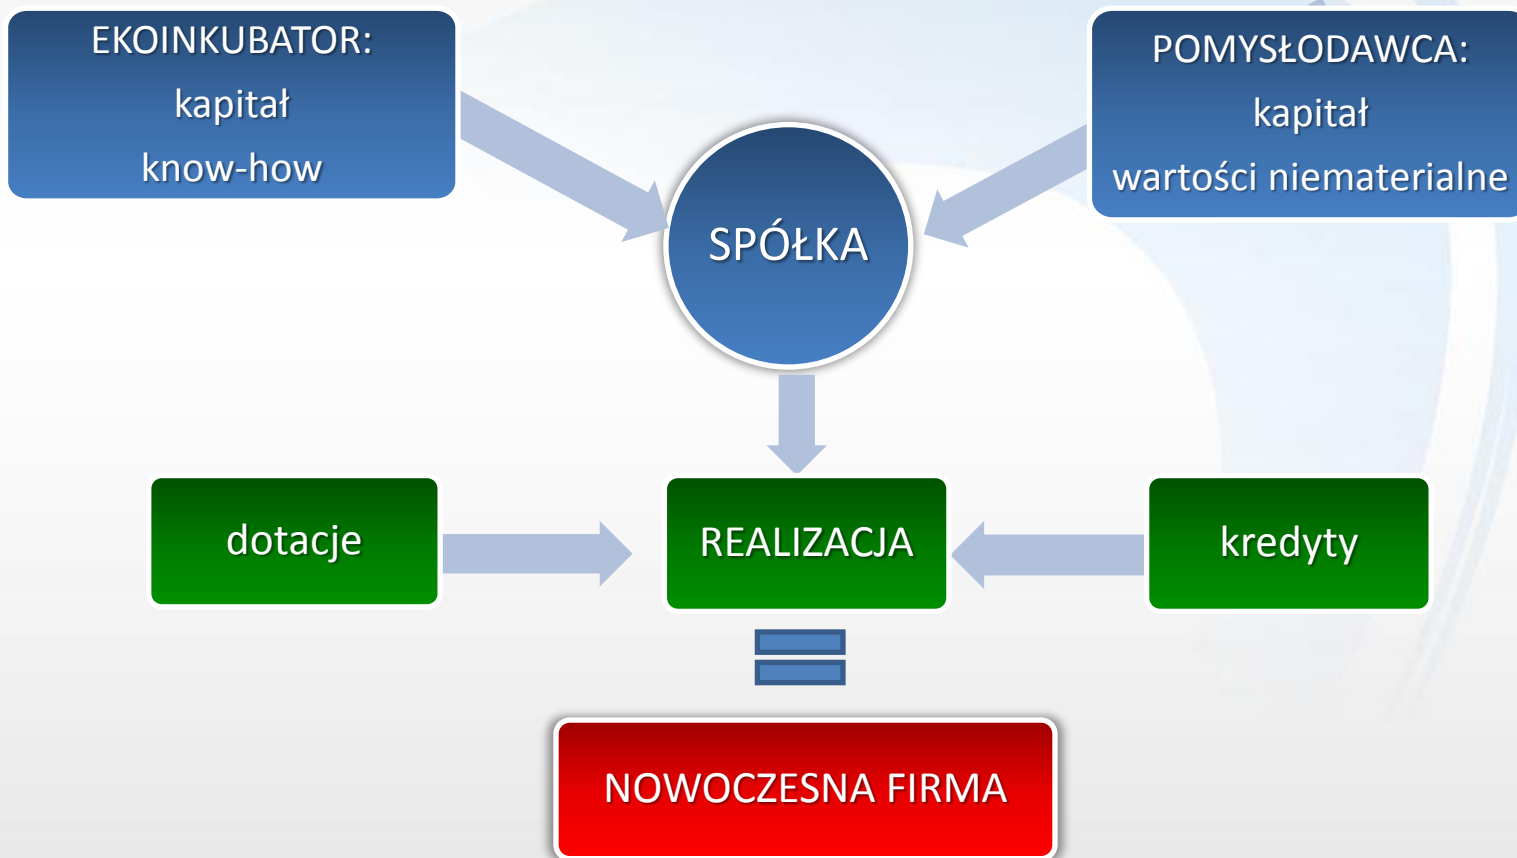 EKOINKUBATOR:
kapitał
know-how
POMYSŁODAWCA:
kapitał
wartości niematerialne
SPÓŁKA
dotacje
REALIZACJA
kredyty
NOWOCZESNA FIRMA